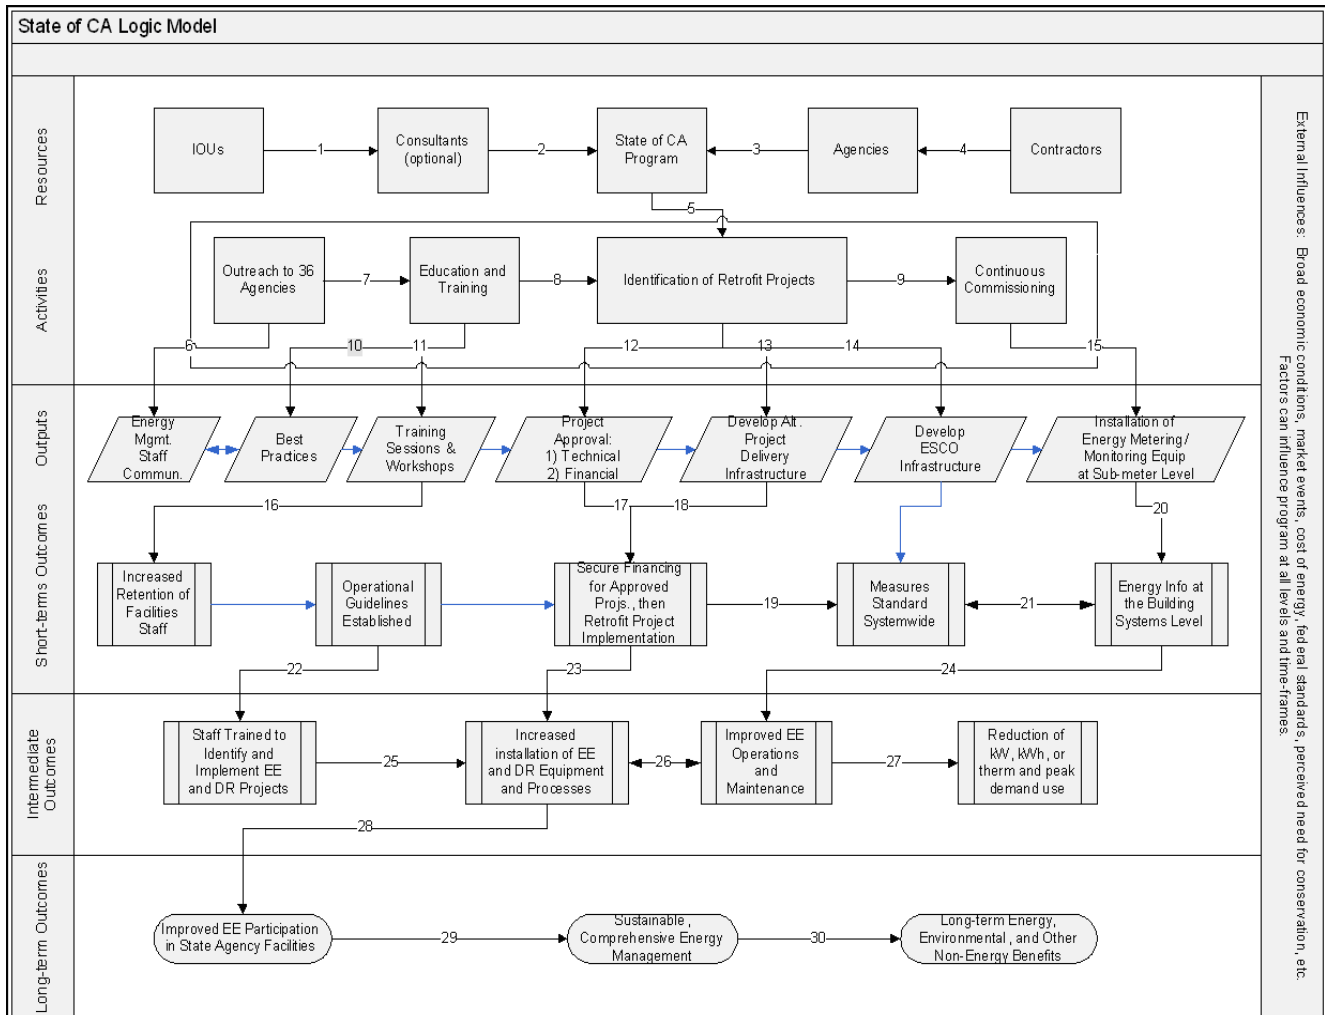 State of CA Logic Model
Resources
IOUs
1
Consultants
(optional)
2
State of CA
Program
3
Agencies
4
Contractors
5
Activities
Outreach to 36
Agencies
7
Education and
Training
8
Identification of Retrofit Projects
9
Continuous
Commissioning
6
10
11
12
13
14
15
Outputs
Energy
Mgmt.
Staff
Commun.
Best
Practices
Training
Sessions &
Workshops
Project
Approval:
1) Technical
2) Financial
Develop Alt.
Project
Delivery
Infrastructure
Develop
ESCO
Infrastructure
Installation of
Energy Metering/
Monitoring Equip
at Sub-meter Level
16
17
18
20
Short-terms Outcomes
Increased
Retention of
Facilities
Staff
Operational
Guidelines
Established
Secure Financing
for Approved
Projs., then
Retrofit Project
Implementation
19
Measures
Standard
Systemwide
21
Energy Info at
the Building
Systems Level
22
23
24
Intermediate
Outcomes
Staff Trained to
Identify and
Implement EE
and DR Projects
25
Increased
installation of EE
and DR Equipment
and Processes
26
Improved EE
Operations
and
Maintenance
27
Reduction of
kW, kWh, or
therm and peak
demand use
28
Long-term Outcomes
Improved EE Participation
in State Agency Facilities
29
Sustainable,
Comprehensive Energy
Management
30
Long-term Energy,
Environmental, and Other
Non-Energy Benefits
External Influences: Broad economic conditions, market events, cost of energy, federal standards, perceived need for conservation, etc.
Factors can influence program at all levels and time-frames.